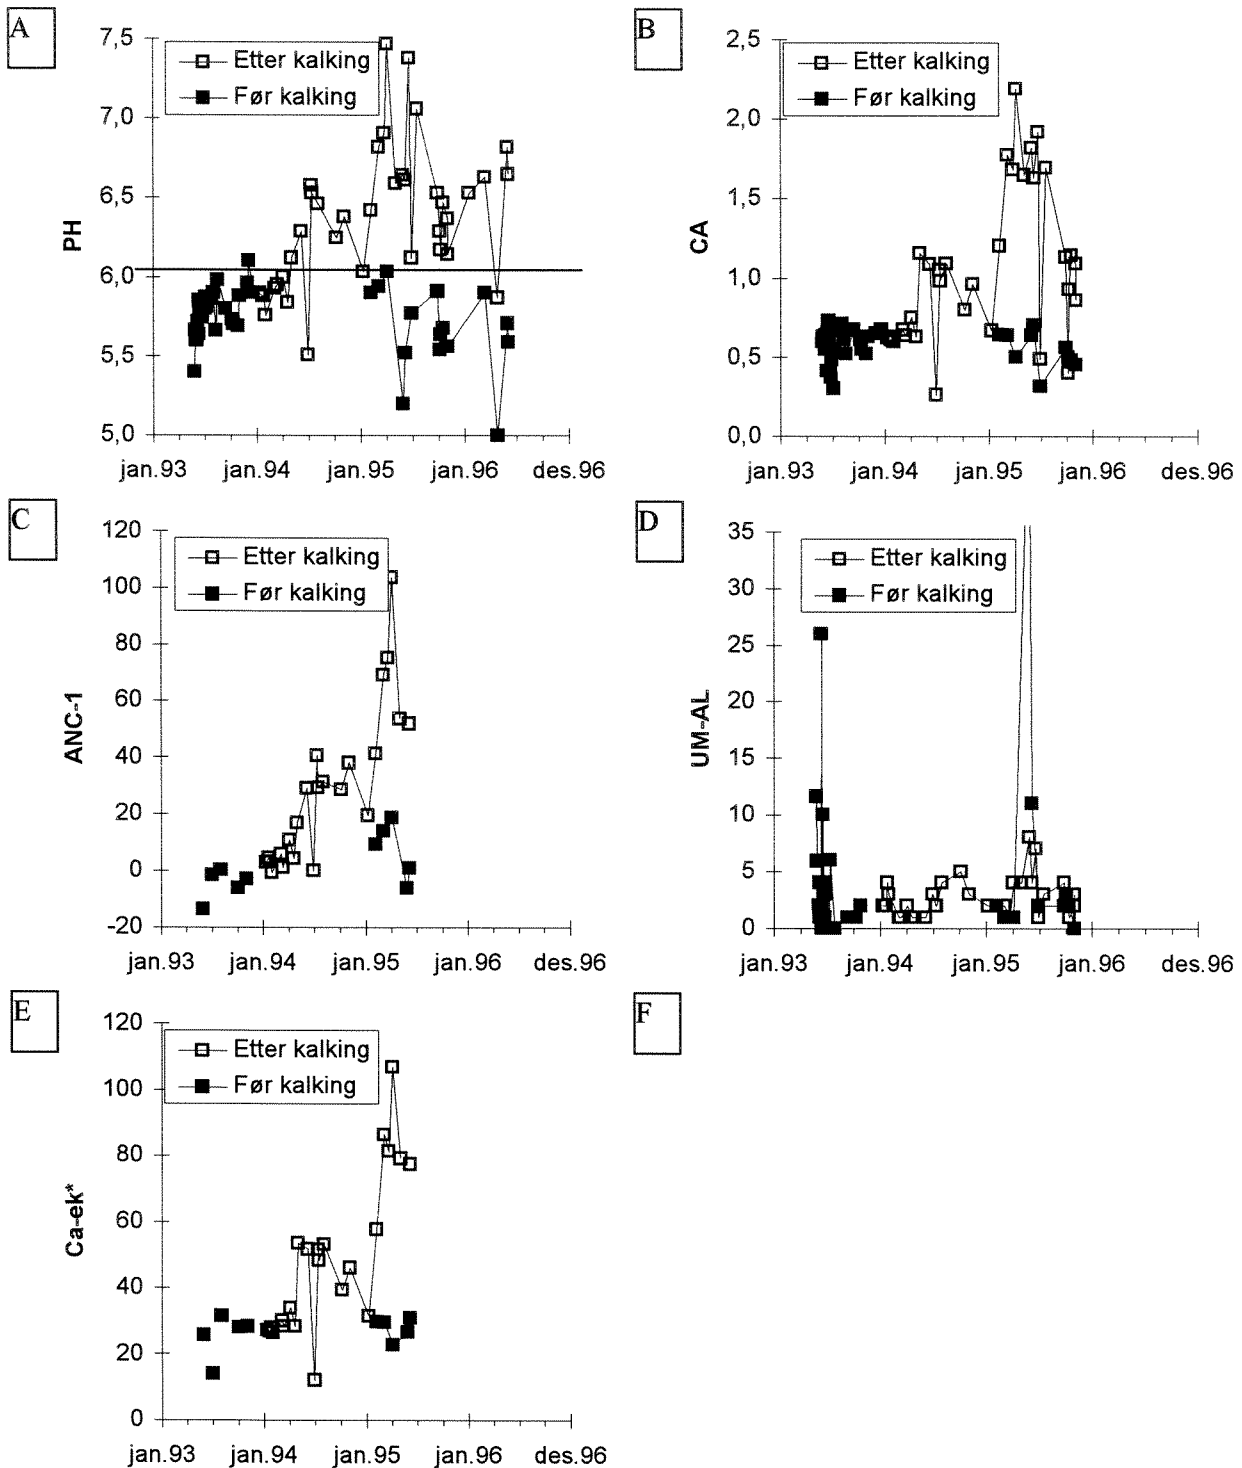 A
PH
7,5
7,0
6,5
6,0
5,5
5,0
Etter kalking
Før kalking
jan.93 jan.94 jan.95 jan.96 des.96
B
CA
2,5
2,0
1,5
1,0
0,5
0,0
Etter kalking
Før kalking
jan.93 jan.94 jan.95 jan.96 des.96
C
ANC-1
120
100
80
60
40
20
0
-20
Etter kalking
Før kalking
jan.93 jan.94 jan.95 jan.96 des.96
D
UM-AL
35
30
25
20
15
10
5
0
Etter kalking
Før kalking
jan.93 jan.94 jan.95 jan.96 des.96
E
Ca-ek*
120
100
80
60
40
20
0
Etter kalking
Før kalking
jan.93 jan.94 jan.95 jan.96 des.96
F